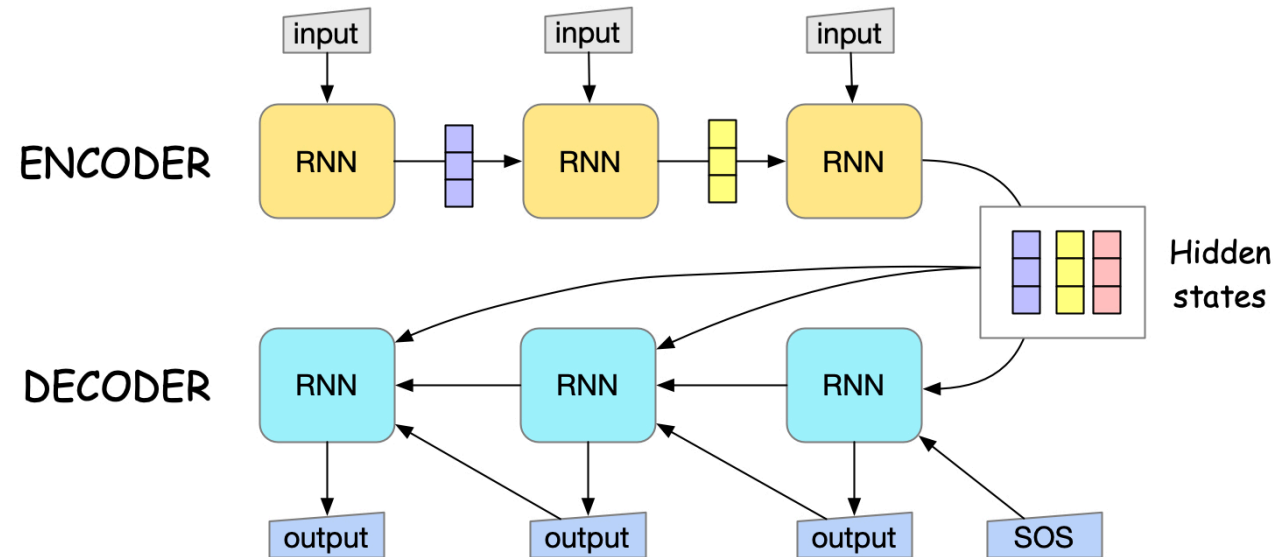 input
input
input
ENCODER
RNN
RNN
RNN
Hidden
states
DECODER
RNN
RNN
RNN
output
output
output
SOS